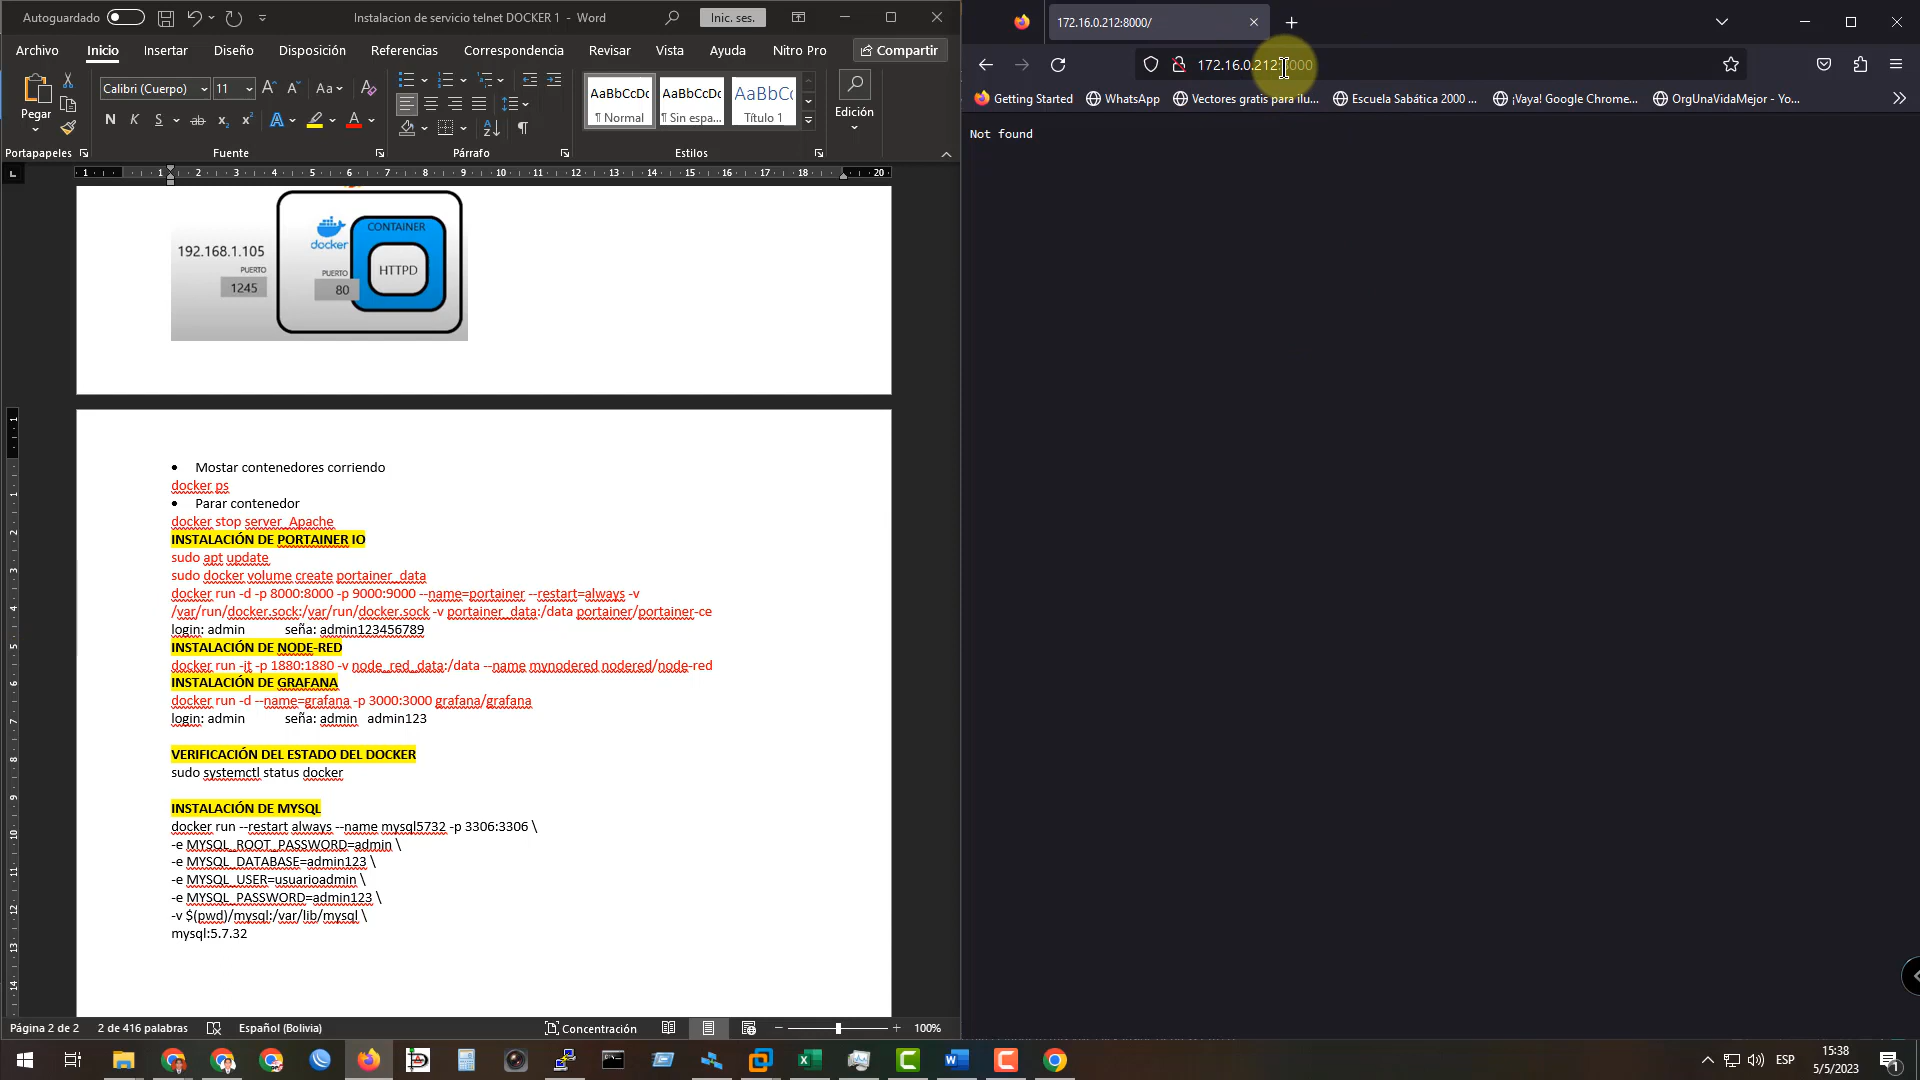 Autoguardado
Instalacion de servicio telnet DOCKER 1 - Word
Inic. ses.
Archivo
Inicio
Insertar
Diseño
Disposición
Referencias
Correspondencia
Revisar
Vista
Ayuda
Nitro Pro
Compartir
Pegar
Calibri (Cuerpo)
11
Aa
N K S ab x₂ x²
AaBbCcDc AaBbCcDc AaBbC
¶ Normal
¶ Sin espa...
Título 1
Edición
Portapapeles
Fuente
Párrafo
Estilos
192.168.1.105
PUERTO
1245
docker
PUERTO
80
CONTAINER
HTTPD
• Mostar contenedores corriendo
docker ps
• Parar contenedor
docker stop server_Apache
INSTALACIÓN DE PORTAINER IO
sudo apt update
sudo docker volume create portainer_data
docker run -d -p 8000:8000 -p 9000:9000 --name=portainer --restart=always -v
/var/run/docker.sock:/var/run/docker.sock -v portainer_data:/data portainer/portainer-ce
login: admin seña: admin123456789
INSTALACIÓN DE NODE-RED
docker run -it -p 1880:1880 -v node_red_data:/data --name mynodered nodered/node-red
INSTALACIÓN DE GRAFANA
docker run -d --name=grafana -p 3000:3000 grafana/grafana
login: admin seña: admin admin123
VERIFICACIÓN DEL ESTADO DEL DOCKER
sudo systemctl status docker
INSTALACIÓN DE MYSQL
docker run --restart always --name mysql5732 -p 3306:3306 \
-e MYSQL_ROOT_PASSWORD=admin \
-e MYSQL_DATABASE=admin123 \
-e MYSQL_USER=usuarioadmin \
-e MYSQL_PASSWORD=admin123 \
-v $(pwd)/mysql:/var/lib/mysql \
mysql:5.7.32
Página 2 de 2
2 de 416 palabras
Español (Bolivia)
Concentración
100%
172.16.0.212:8000/
172.16.0.212:8000
Getting Started
WhatsApp
Vectores gratis para ilu...
Escuela Sabática 2000 ...
¡Vaya! Google Chrome...
OrgUnaVidaMejor - Yo...
Not found
ESP
15:38
5/5/2023